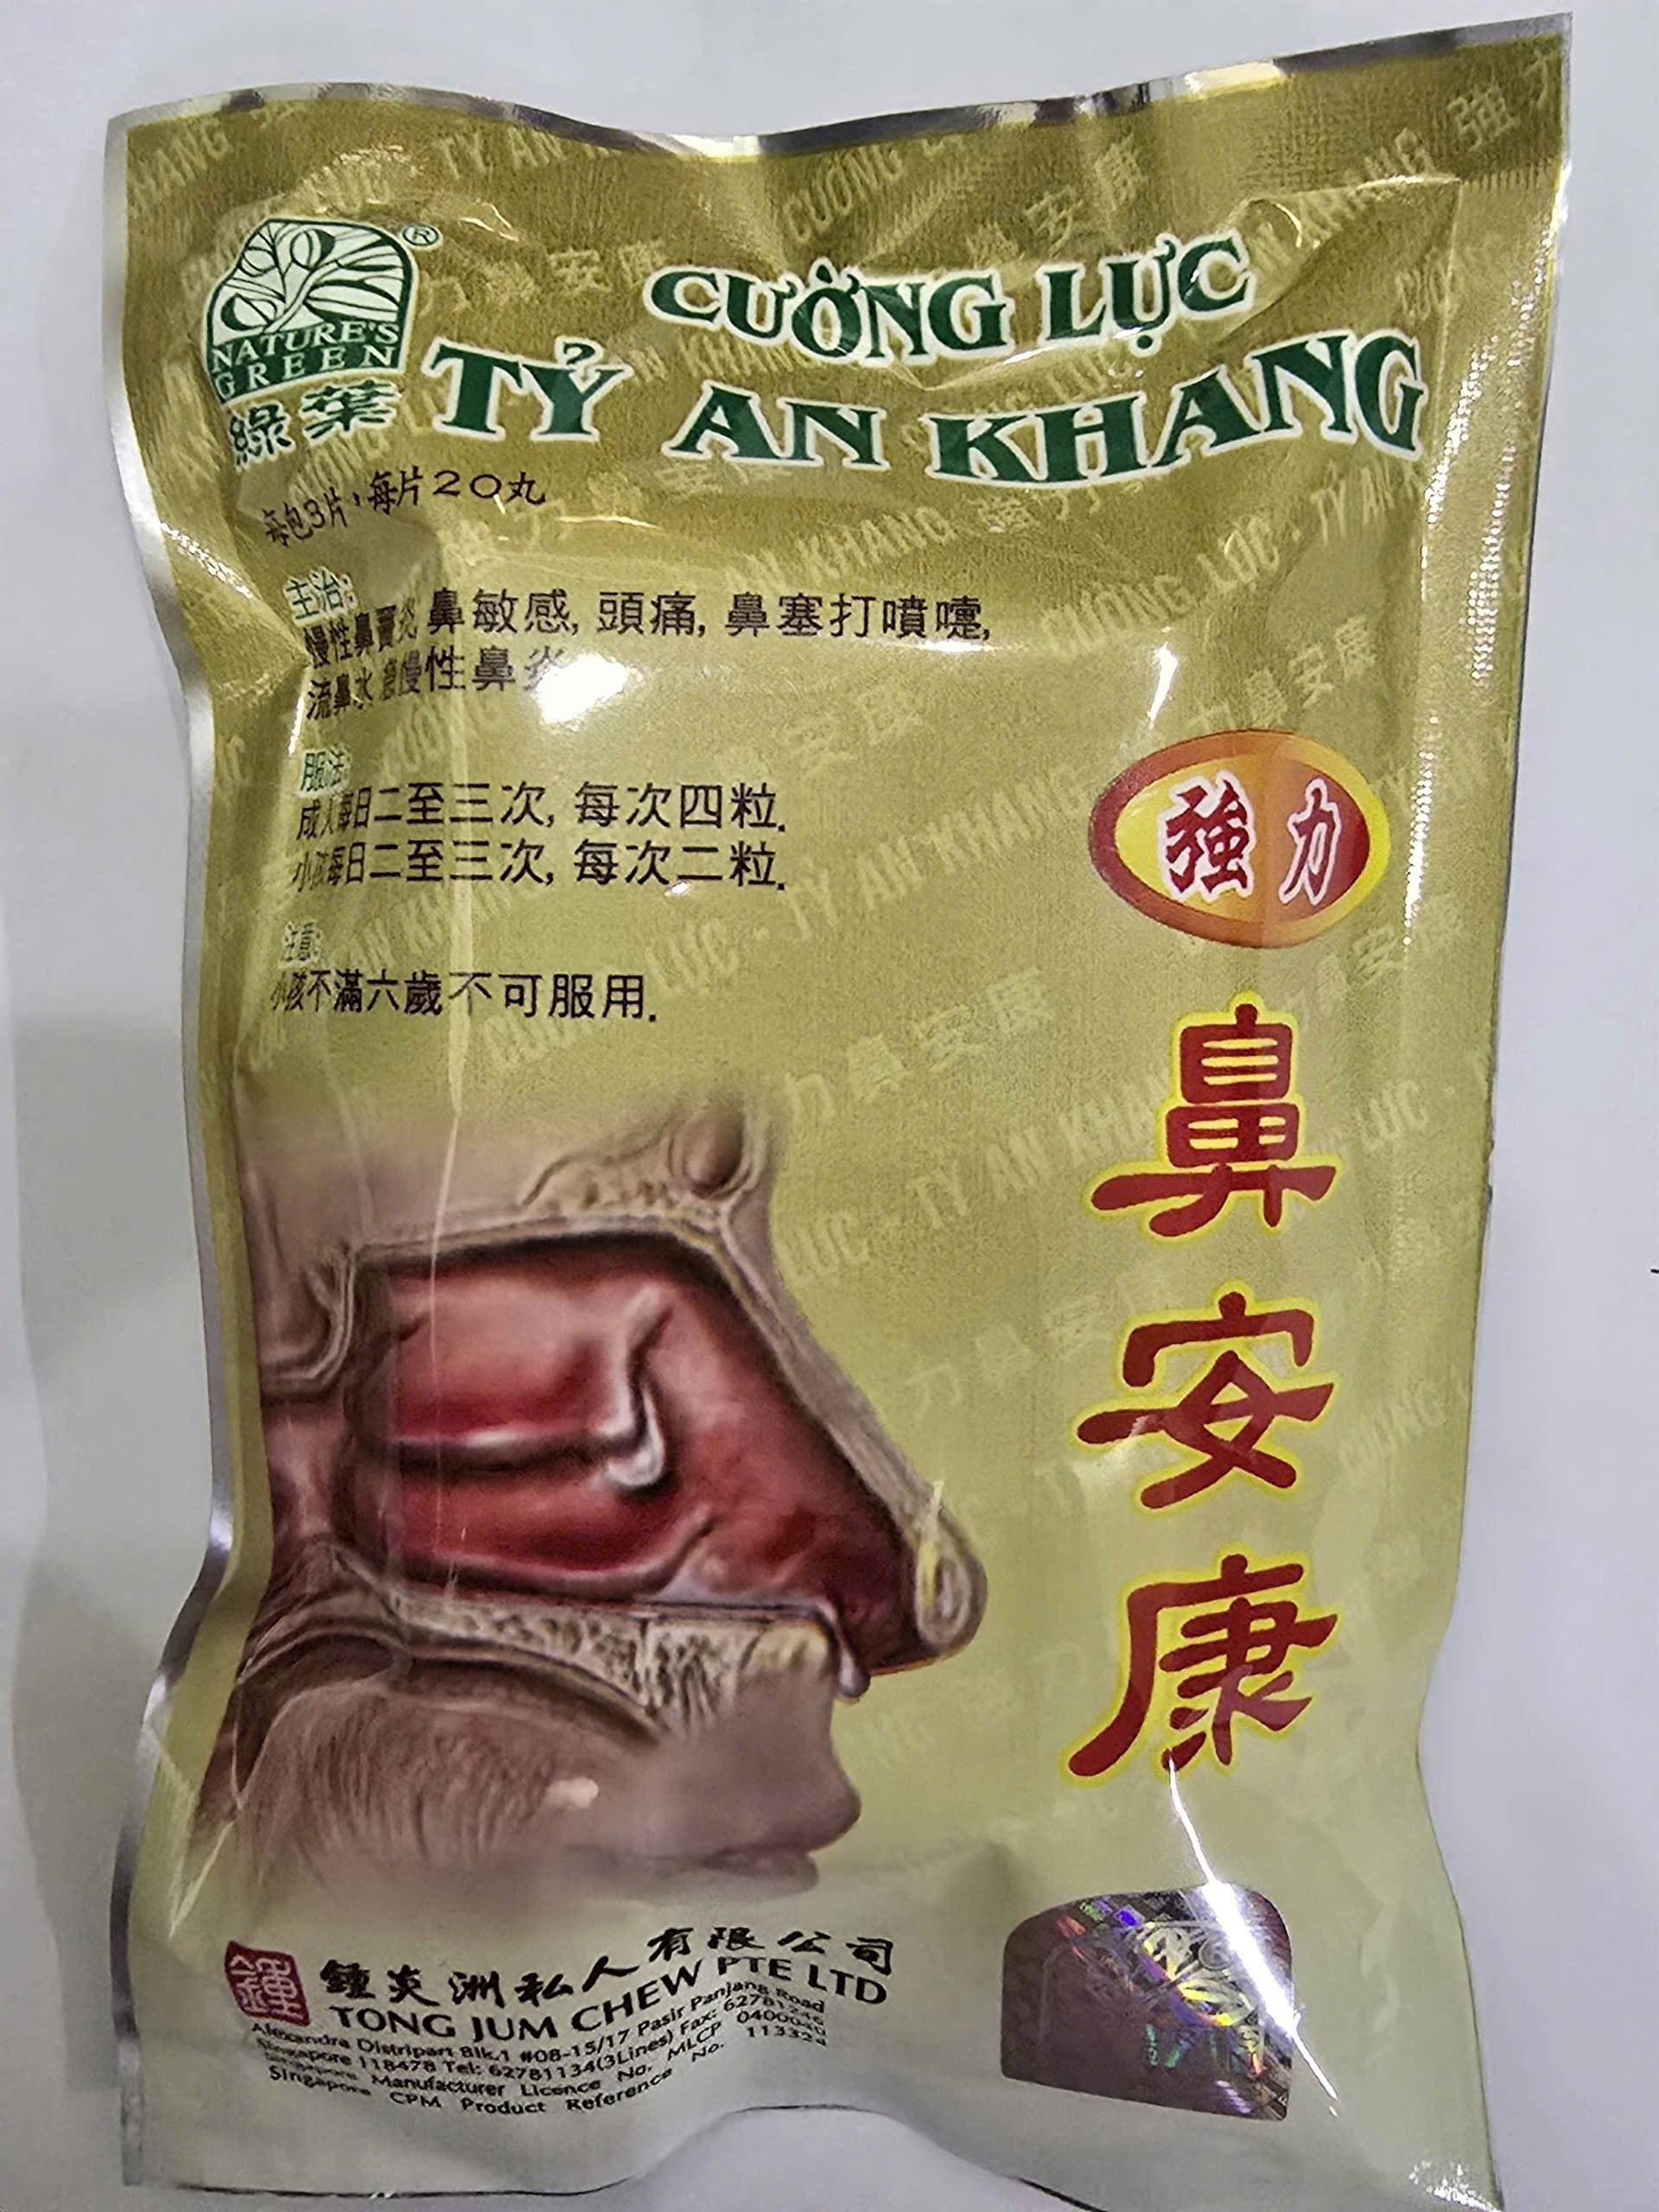 NATURE'S
GREEN
®
綠葉
CƯỜNG LỰC
TỶ AN KHANG
每包3片，每片20丸
主治:
慢性鼻竇炎 鼻敏感, 頭痛, 鼻塞打噴嚏,
流鼻水 慢性鼻炎
服法:
成人每日二至三次, 每次四粒.
小孩每日二至三次, 每次二粒.
注意:
小孩不滿六歲不可服用.
強力
鼻安康
鍾
鍾炎洲私人有限公司
TONG JUM CHEW PTE LTD
Alexandra Distripart Blk.1 #08-15/17 Pasir Panjang Road
Singapore 118478 Tel: 62781134(3Lines) Fax:
Singapore Manufacturer Licence No. MLCP
Singapore CPM Product Reference No.